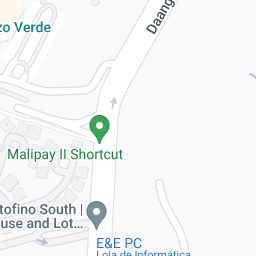 zo Verde
Daang
Malipay II Shortcut
tofino South |
use and Lot...
E&E PC
Loja de Informática